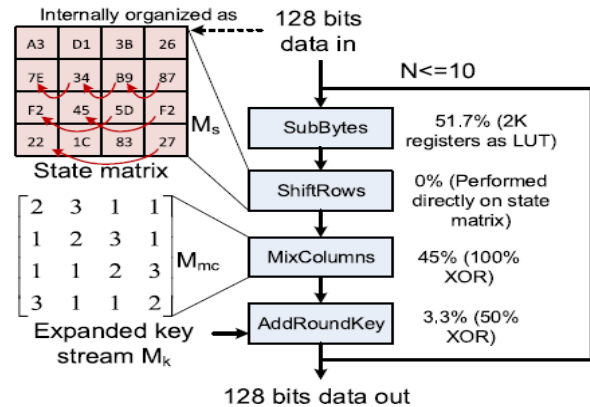 Internally organized as
128 bits
data in
A3 D1 3B 26
7E 34 B9 87
F2 45 5D F2
22 1C 83 27
M_s
State matrix
N<=10
SubBytes
51.7% (2K
registers as LUT)
ShiftRows
0% (Performed
directly on state
matrix)
2 3 1 1
1 2 3 1
1 1 2 3
3 1 1 2
M_mc
MixColumns
45% (100%
XOR)
Expanded key
stream M_k
AddRoundKey
3.3% (50%
XOR)
128 bits data out